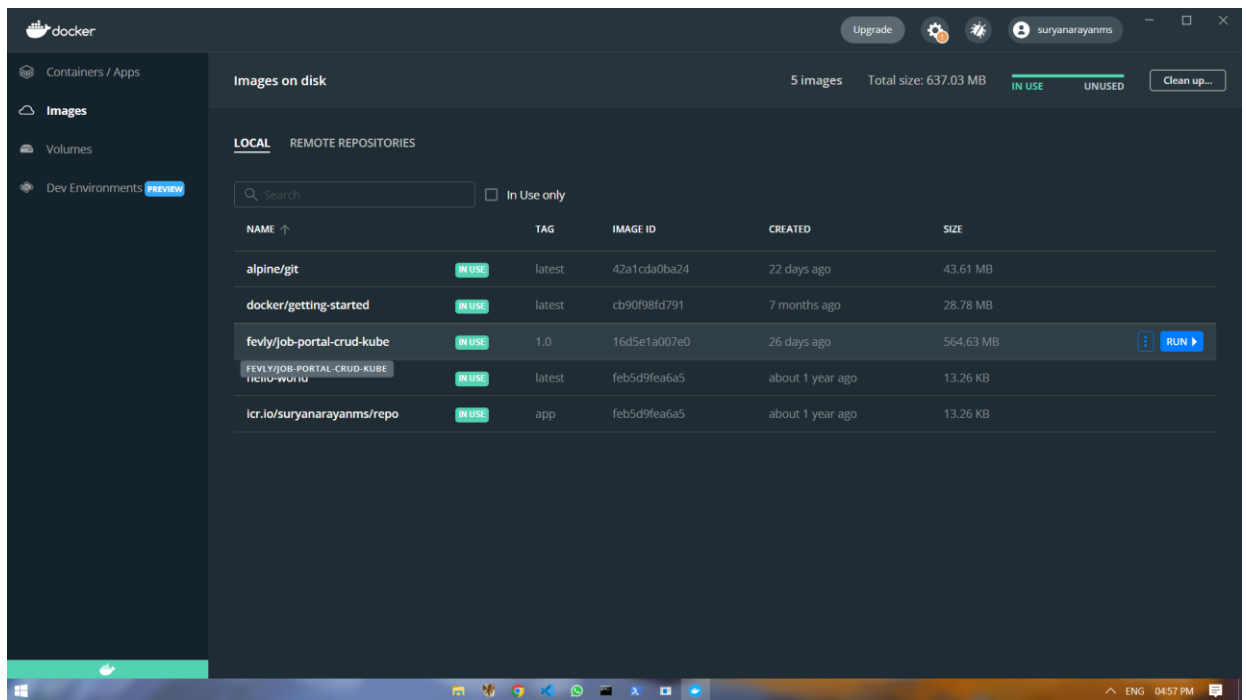 docker
Upgrade
suryanarayanms
Containers / Apps
Images
Volumes
Dev Environments PREVIEW
Images on disk
5 images Total size: 637.03 MB IN USE UNUSED Clean up...
LOCAL REMOTE REPOSITORIES
Search In Use only
NAME TAG IMAGE ID CREATED SIZE
alpine/git IN USE latest 42a1cda0ba24 22 days ago 43.61 MB
docker/getting-started IN USE latest cb90f98fd791 7 months ago 28.78 MB
fevly/job-portal-crud-kube IN USE 1.0 16d5e1a007e0 26 days ago 564.63 MB RUN
FEVLY/JOB-PORTAL-CRUD-KUBE
hello-world IN USE latest feb5d9fea6a5 about 1 year ago 13.26 KB
icr.io/suryanarayanms/repo IN USE app feb5d9fea6a5 about 1 year ago 13.26 KB
ENG 04:57 PM